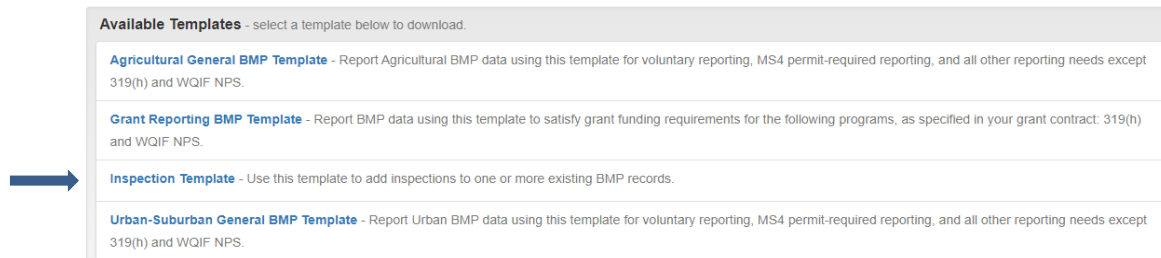 Available Templates - select a template below to download.
Agricultural General BMP Template - Report Agricultural BMP data using this template for voluntary reporting, MS4 permit-required reporting, and all other reporting needs except
319(h) and WQIF NPS.
Grant Reporting BMP Template - Report BMP data using this template to satisfy grant funding requirements for the following programs, as specified in your grant contract: 319(h)
and WQIF NPS.
Inspection Template - Use this template to add inspections to one or more existing BMP records.
Urban-Suburban General BMP Template - Report Urban BMP data using this template for voluntary reporting, MS4 permit-required reporting, and all other reporting needs except
319(h) and WQIF NPS.